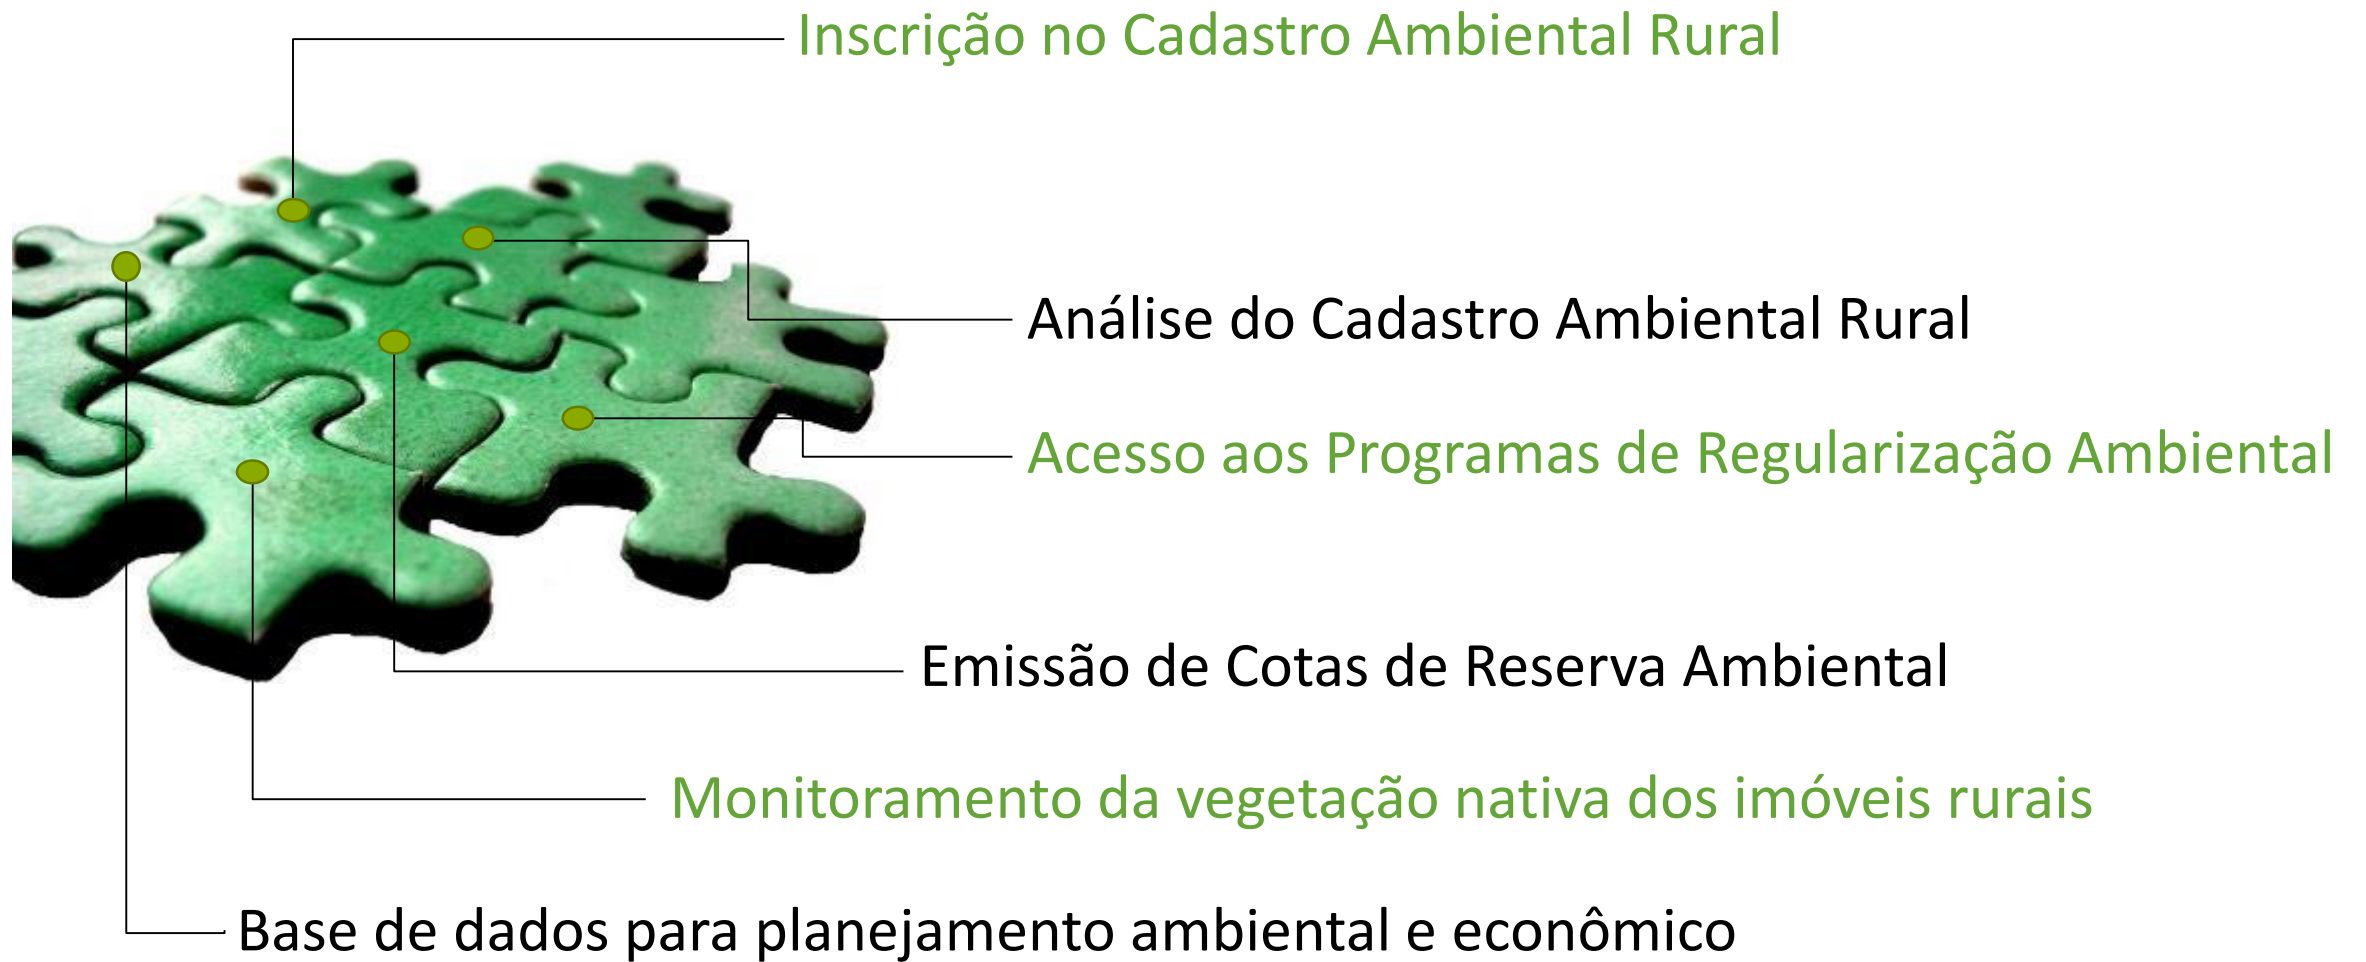 Inscrição no Cadastro Ambiental Rural
Análise do Cadastro Ambiental Rural
Acesso aos Programas de Regularização Ambiental
Emissão de Cotas de Reserva Ambiental
Monitoramento da vegetação nativa dos imóveis rurais
Base de dados para planejamento ambiental e econômico